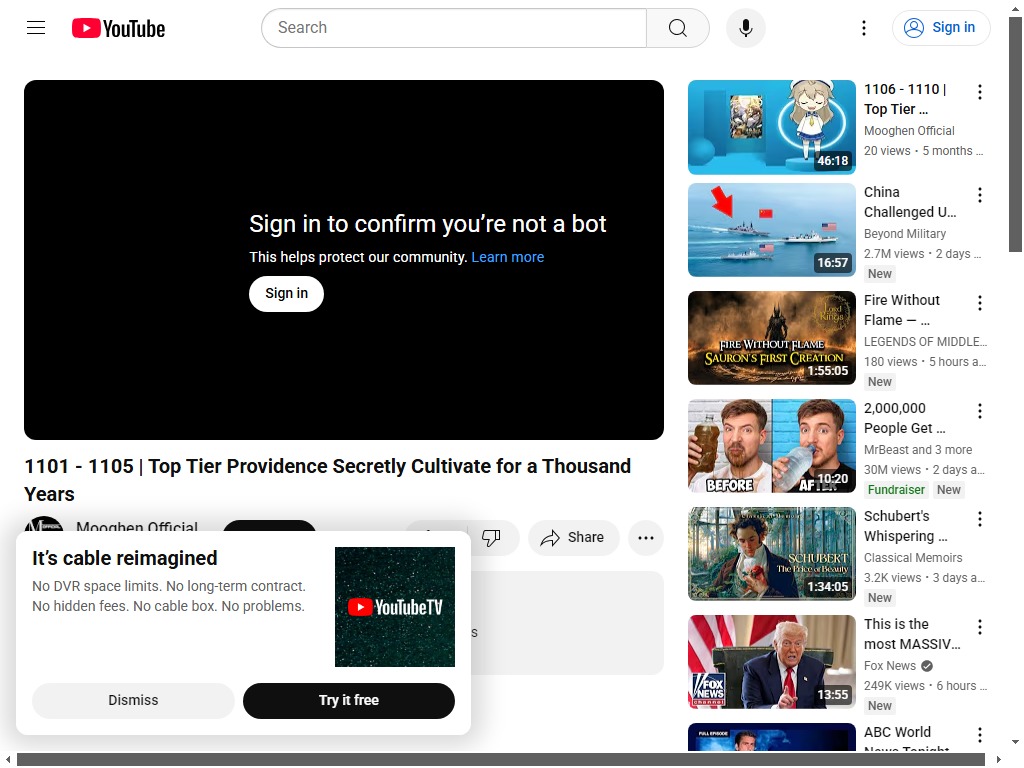 YouTube
Search
Sign in
Sign in to confirm you’re not a bot
This helps protect our community. Learn more
Sign in
1101 - 1105 | Top Tier Providence Secretly Cultivate for a Thousand
Years
Mooghen Official
Share
s
It’s cable reimagined
No DVR space limits. No long-term contract.
No hidden fees. No cable box. No problems.
YouTubeTV
Dismiss
Try it free
46:18
1106 - 1110 |
Top Tier ...
Mooghen Official
20 views • 5 months ...
16:57
China
Challenged U...
Beyond Military
2.7M views • 2 days ...
New
Lord
Kings
FIRE WITHOUT FLAME
SAURON'S FIRST CREATION
1:55:05
Fire Without
Flame — ...
LEGENDS OF MIDDLE...
180 views • 5 hours a...
New
BEFORE
AFTER
10:20
2,000,000
People Get ...
MrBeast and 3 more
30M views • 2 days a...
Fundraiser
New
SCHUBERT
The Price of Beauty
1:34:05
Schubert's
Whispering ...
Classical Memoirs
3.2K views • 3 days a...
New
FOX
NEWS
channel
13:55
This is the
most MASSIV...
Fox News
249K views • 6 hours ...
New
FULL EPISODE
ABC World
News Tonight